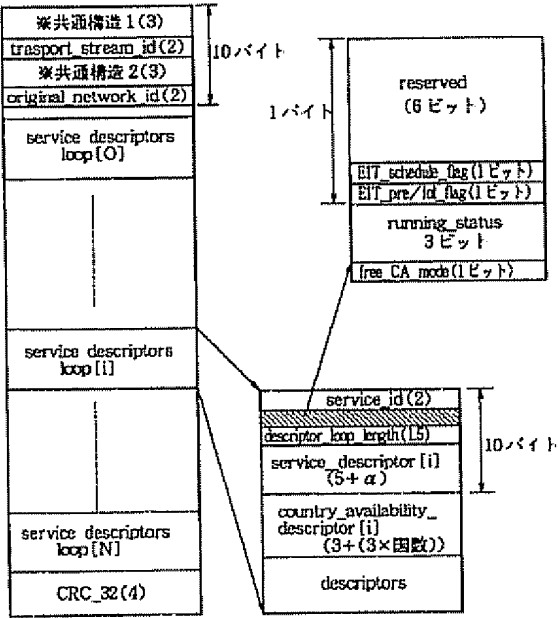 ※共通構造1(3)
trasport_stream_id(2)
※共通構造2(3)
original_network_id(2)
10バイト
service descriptors
loop[0]
service descriptors
loop[i]
service descriptors
loop[N]
CRC_32(4)
1バイト
reserved
(6ビット)
EIT_schedule_flag(1ビット)
EIT_pre/fol_flag(1ビット)
running_status
3ビット
free_CA_mode(1ビット)
service_id(2)
descriptor_loop_length(1.5)
service_descriptor[i]
(5+α)
10バイト
country_availability_
descriptor[i]
(3+(3×国数))
descriptors